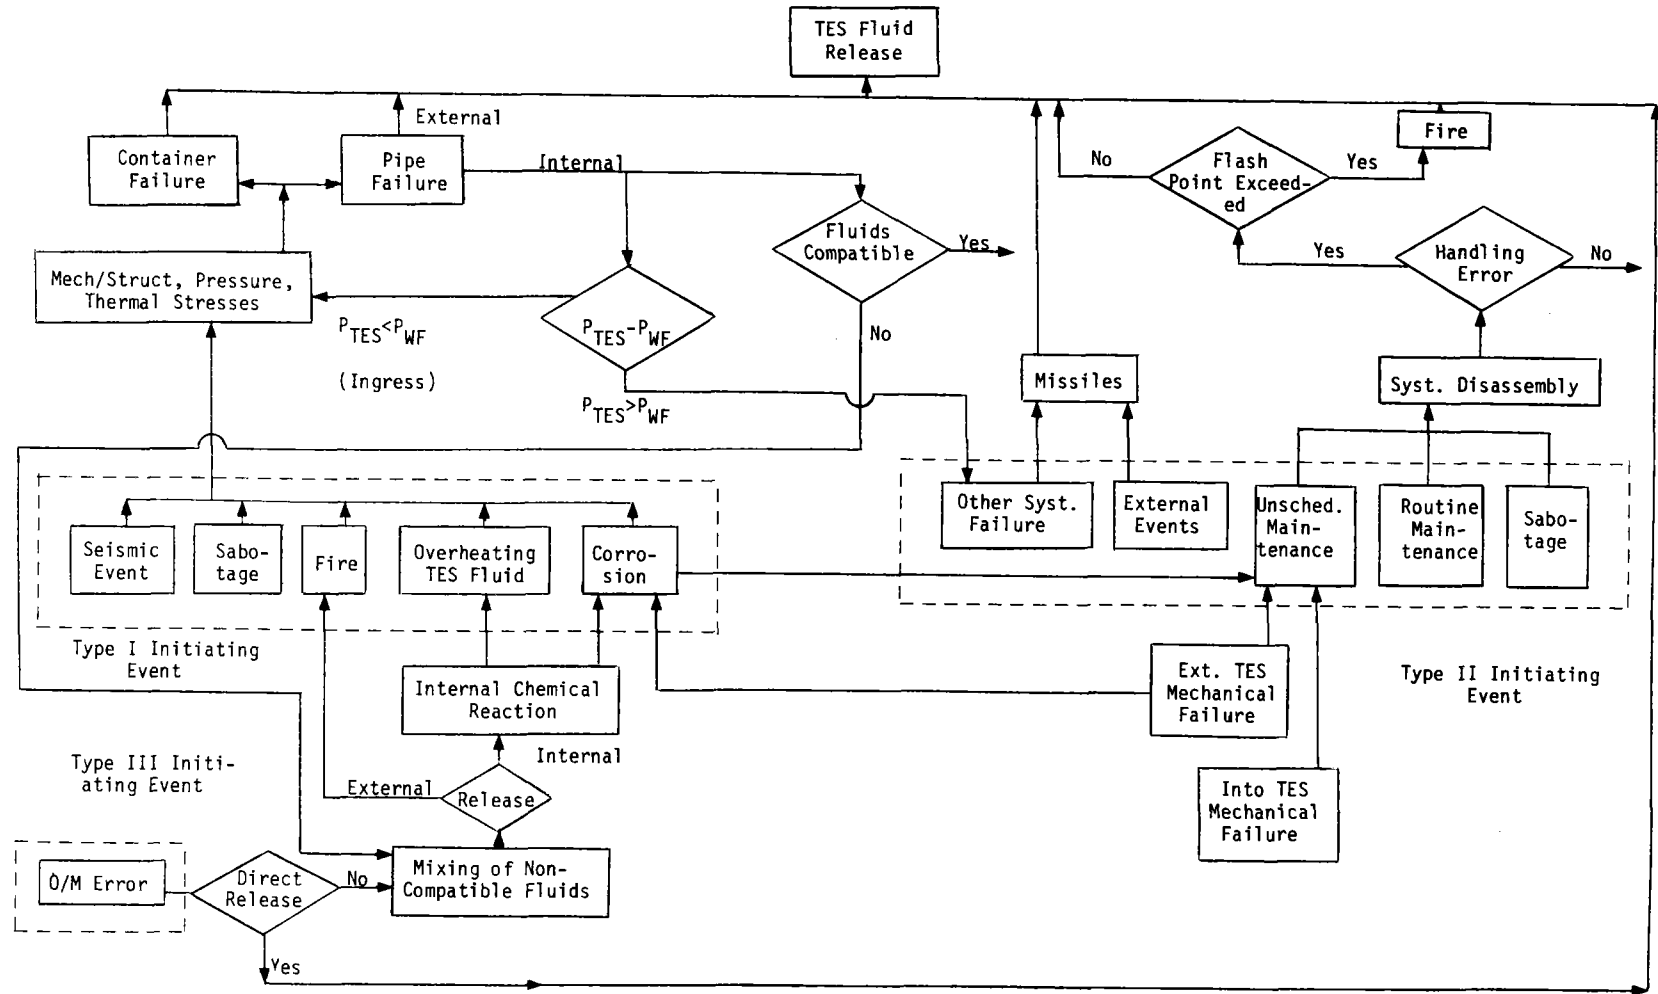 TES Fluid
Release
External
Container
Failure
Pipe
Failure
Internal
Fluids
Compatible
Yes
No
Flash
Point Exceed-
ed
No
Yes
Fire
Handling
Error
Yes
No
Mech/Struct, Pressure,
Thermal Stresses
PTES<PWF
(Ingress)
PTES-PWF
PTES>PWF
Missiles
Syst. Disassembly
Seismic
Event
Sabo-
tage
Fire
Overheating
TES Fluid
Corro-
sion
Other Syst.
Failure
External
Events
Unsched.
Main-
tenance
Routine
Main-
tenance
Sabo-
tage
Type I Initiating
Event
Internal Chemical
Reaction
Ext. TES
Mechanical
Failure
Type II Initiating
Event
Type III Initi-
ating Event
Internal
External
Release
Into TES
Mechanical
Failure
O/M Error
Direct
Release
No
Mixing of Non-
Compatible Fluids
Yes